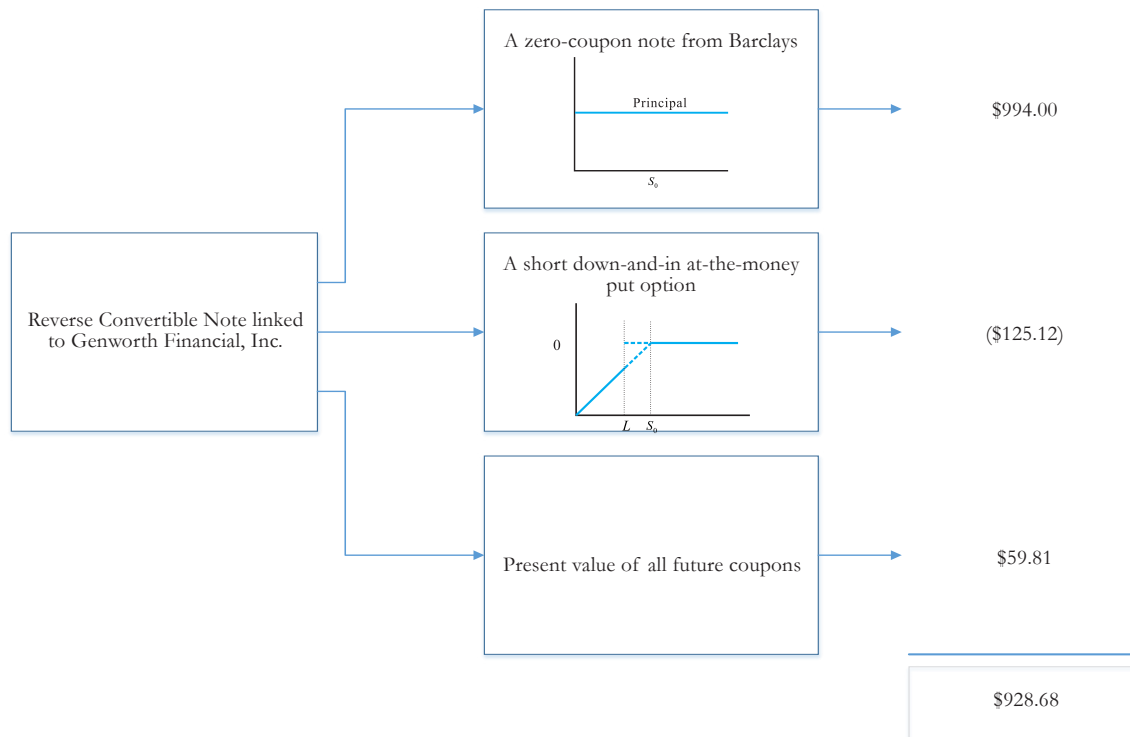 A zero-coupon note from Barclays
Principal
S₀
$994.00
Reverse Convertible Note linked
to Genworth Financial, Inc.
A short down-and-in at-the-money
put option
0
L S₀
($125.12)
Present value of all future coupons
$59.81
$928.68